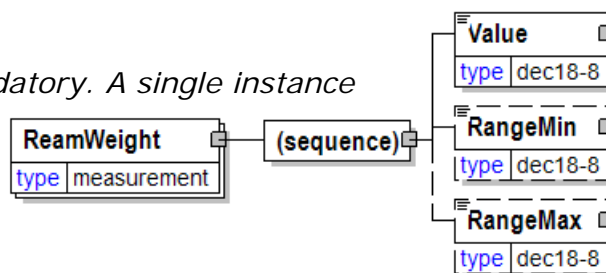 Value
type dec18-8
datory. A single instance
RangeMin
type dec18-8
ReamWeight
type measurement
(sequence)
RangeMax
type dec18-8